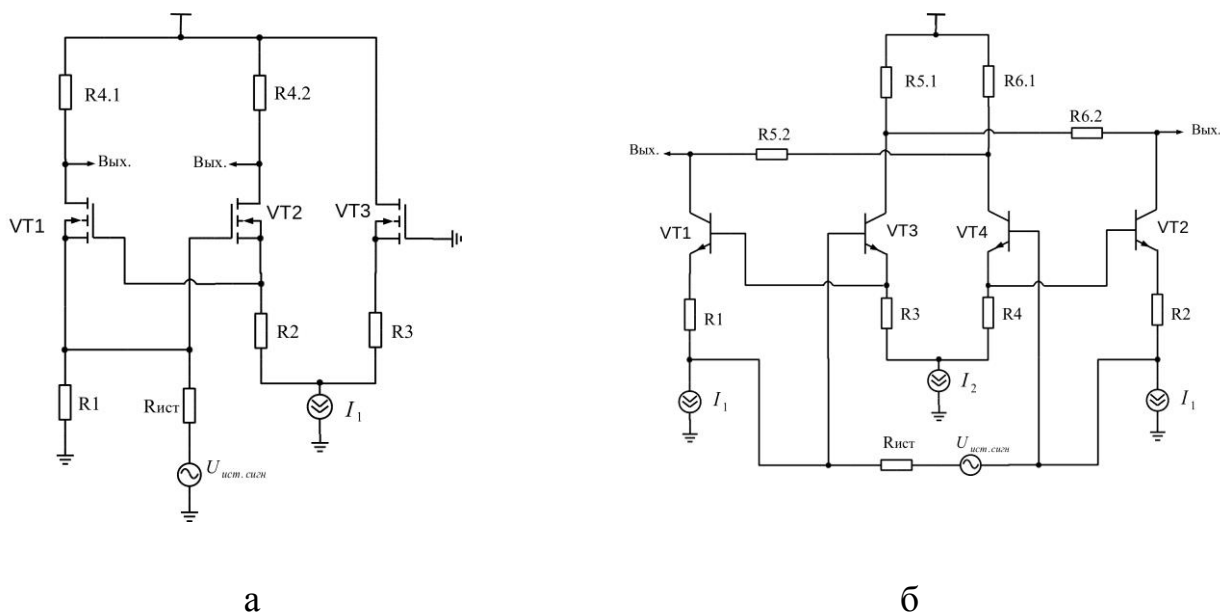 R4.1
R4.2
Вых.
Вых.
VT1
VT2
VT3
R2
R3
R1
Rист
I₁
U ист.сигн
R5.1
R6.1
R5.2
R6.2
Вых.
Вых.
VT1
VT3
VT4
VT2
R1
R3
R4
R2
I₁
I₂
I₁
Rист
U ист.сигн
а
б